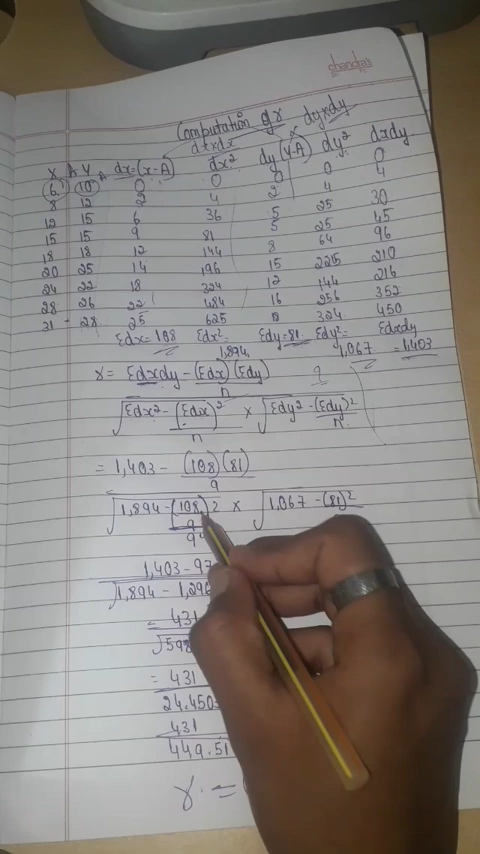 chandra's
Computation of r
dxxdx dyxdy
X A Y A dx=(x-A) dx² dy (Y-A) dy² dxdy
6 10 0 0 0 0 0
8 12 2 4 2 4 4
12 15 6 36 5 25 30
15 15 9 81 5 25 45
18 18 12 144 8 64 96
20 25 14 196 15 225 210
24 22 18 324 12 144 216
28 26 22 484 16 256 352
31 28 25 625 18 324 450
Σdx=108 Σdx²= Σdy=81 Σdy²= Σdxdy
1,894 1,067 =1,403
r= Σdxdy-(Σdx)(Σdy)
n 9
√Σdx²-(Σdx)² × √Σdy²-(Σdy)²
n n
=1,403 - (108)(81)
9
√1,894-(108)² × √1,067-(81)²
9
1,403-97
√1,894-1,296
= 431
√598
= 431
24.450
431
449.51
r =